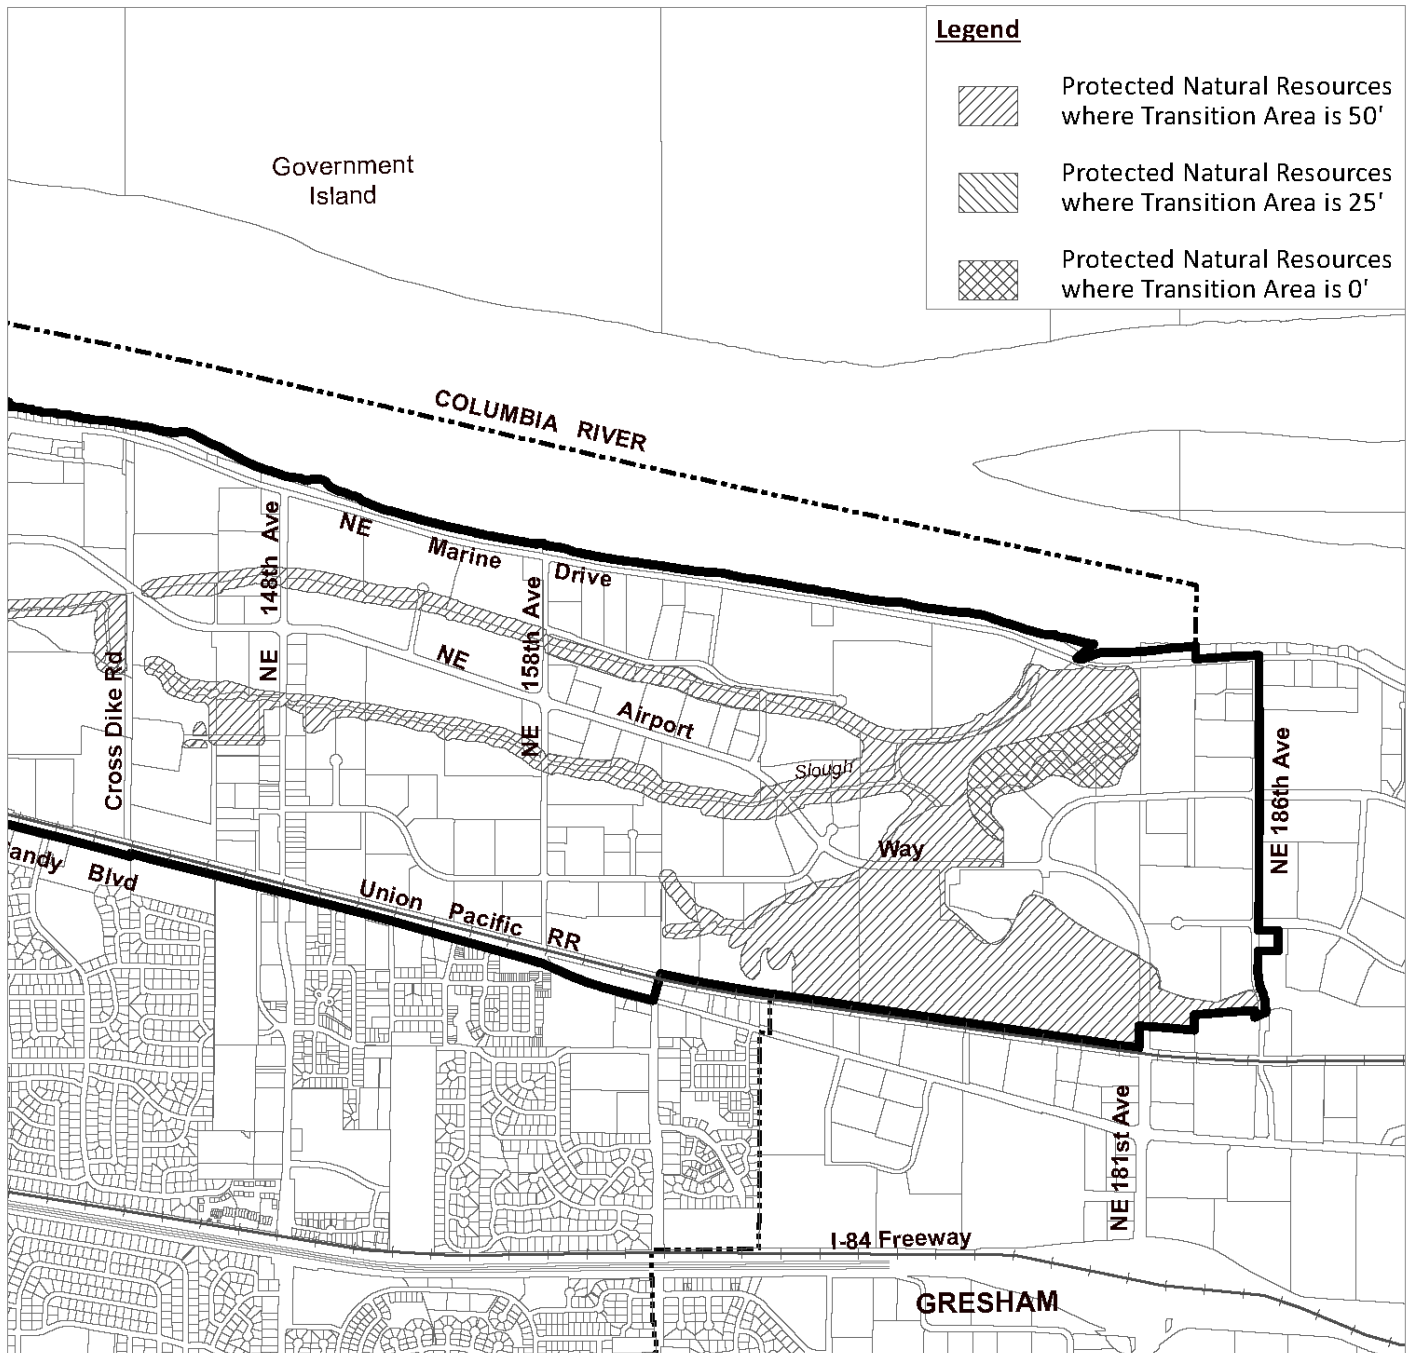 Legend
Protected Natural Resources
where Transition Area is 50'
Protected Natural Resources
where Transition Area is 25'
Protected Natural Resources
where Transition Area is 0'
Government
Island
COLUMBIA RIVER
NE Marine Drive
NE 148th Ave
NE 158th Ave
NE Airport Way
Slough
Cross Dike Rd
NE 186th Ave
andy Blvd
Union Pacific RR
NE 181st Ave
I-84 Freeway
GRESHAM